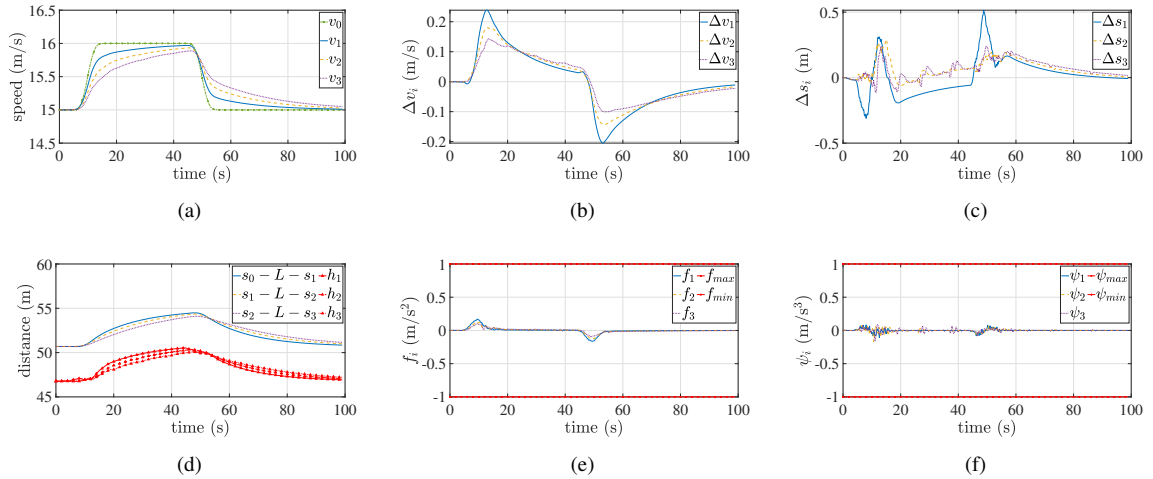 speed (m/s)
16.5
16
15.5
15
14.5
0 20 40 60 80 100
time (s)
v₀
v₁
v₂
v₃
(a)
Δvᵢ (m/s)
0.2
0.1
0
-0.1
-0.2
0 20 40 60 80 100
time (s)
Δv₁
Δv₂
Δv₃
(b)
Δsᵢ (m)
0.5
0
-0.5
0 20 40 60 80 100
time (s)
Δs₁
Δs₂
Δs₃
(c)
distance (m)
60
55
50
45
0 20 40 60 80 100
time (s)
s₀ − L − s₁ h₁
s₁ − L − s₂ h₂
s₂ − L − s₃ h₃
(d)
fᵢ (m/s²)
1
0.5
0
-0.5
-1
0 20 40 60 80 100
time (s)
f₁ fₘₐₓ
f₂ fₘᵢₙ
f₃
(e)
ψᵢ (m/s³)
1
0.5
0
-0.5
-1
0 20 40 60 80 100
time (s)
ψ₁ ψₘₐₓ
ψ₂ ψₘᵢₙ
ψ₃
(f)